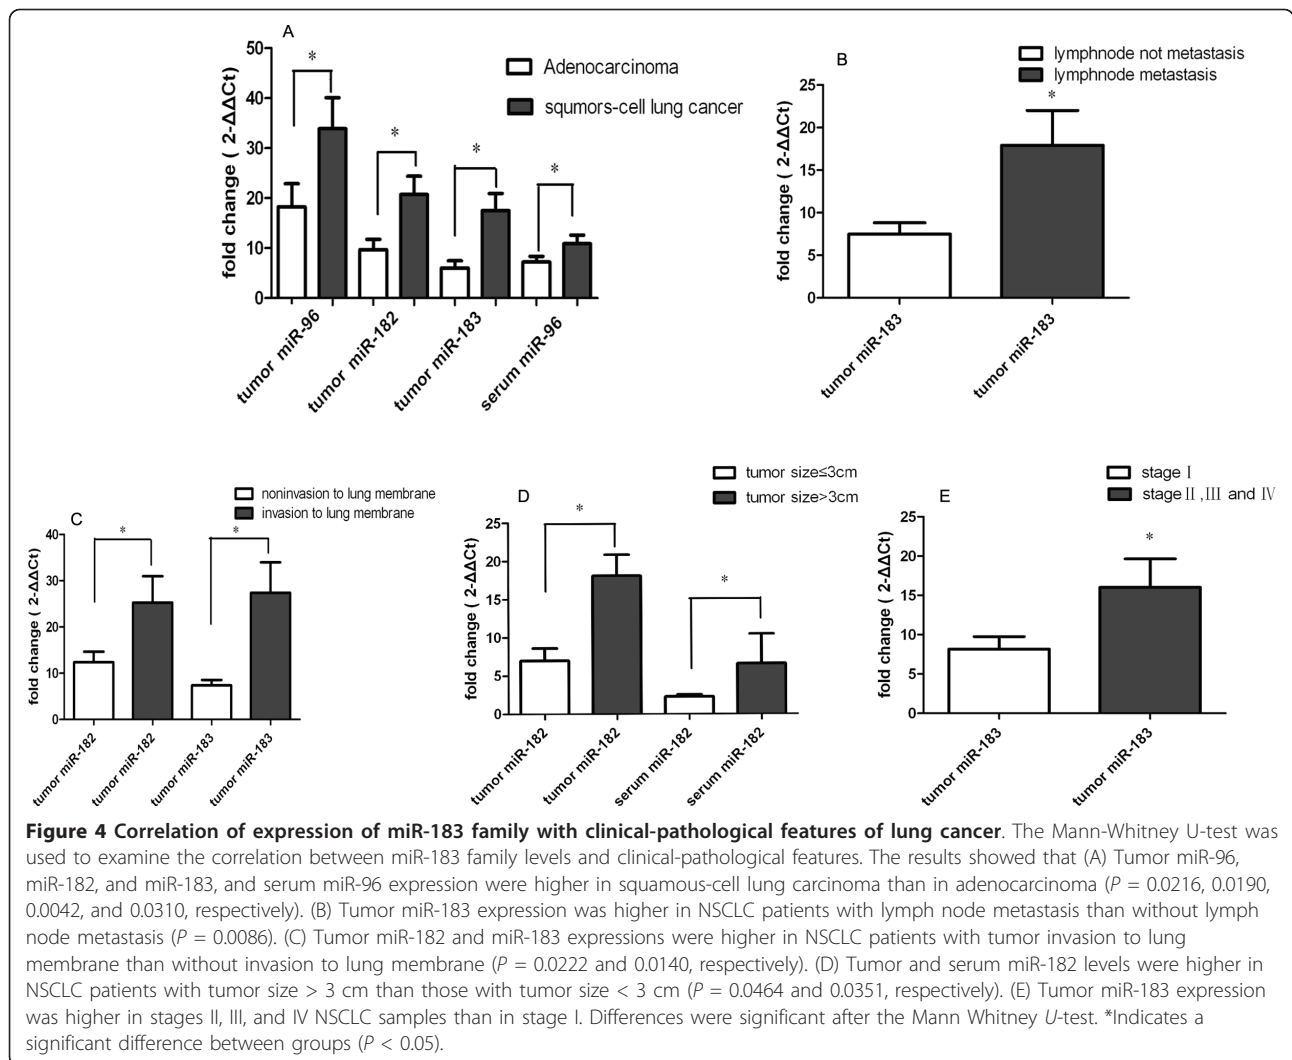 A
Adenocarcinoma
squmors-cell lung cancer
fold change ( 2-ΔΔCt)
50
40
30
20
10
0
*
*
*
*
tumor miR-96
tumor miR-182
tumor miR-183
serum miR-96
B
lymphnode not metastasis
lymphnode metastasis
fold change ( 2-ΔΔCt)
25
20
15
10
5
0
*
tumor miR-183
tumor miR-183
C
noninvasion to lung membrane
invasion to lung membrane
fold change ( 2-ΔΔCt)
40
30
20
10
0
*
*
tumor miR-182
tumor miR-182
tumor miR-183
tumor miR-183
D
tumor size≤3cm
tumor size>3cm
fold change ( 2-ΔΔCt)
25
20
15
10
5
0
*
*
tumor miR-182
tumor miR-182
serum miR-182
serum miR-182
E
stage Ⅰ
stage Ⅱ ,Ⅲ and Ⅳ
fold change ( 2-ΔΔCt)
25
20
15
10
5
0
*
tumor miR-183
tumor miR-183
Figure 4 Correlation of expression of miR-183 family with clinical-pathological features of lung cancer. The Mann-Whitney U-test was
used to examine the correlation between miR-183 family levels and clinical-pathological features. The results showed that (A) Tumor miR-96,
miR-182, and miR-183, and serum miR-96 expression were higher in squamous-cell lung carcinoma than in adenocarcinoma (P = 0.0216, 0.0190,
0.0042, and 0.0310, respectively). (B) Tumor miR-183 expression was higher in NSCLC patients with lymph node metastasis than without lymph
node metastasis (P = 0.0086). (C) Tumor miR-182 and miR-183 expressions were higher in NSCLC patients with tumor invasion to lung
membrane than without invasion to lung membrane (P = 0.0222 and 0.0140, respectively). (D) Tumor and serum miR-182 levels were higher in
NSCLC patients with tumor size > 3 cm than those with tumor size < 3 cm (P = 0.0464 and 0.0351, respectively). (E) Tumor miR-183 expression
was higher in stages II, III, and IV NSCLC samples than in stage I. Differences were significant after the Mann Whitney U-test. *Indicates a
significant difference between groups (P < 0.05).